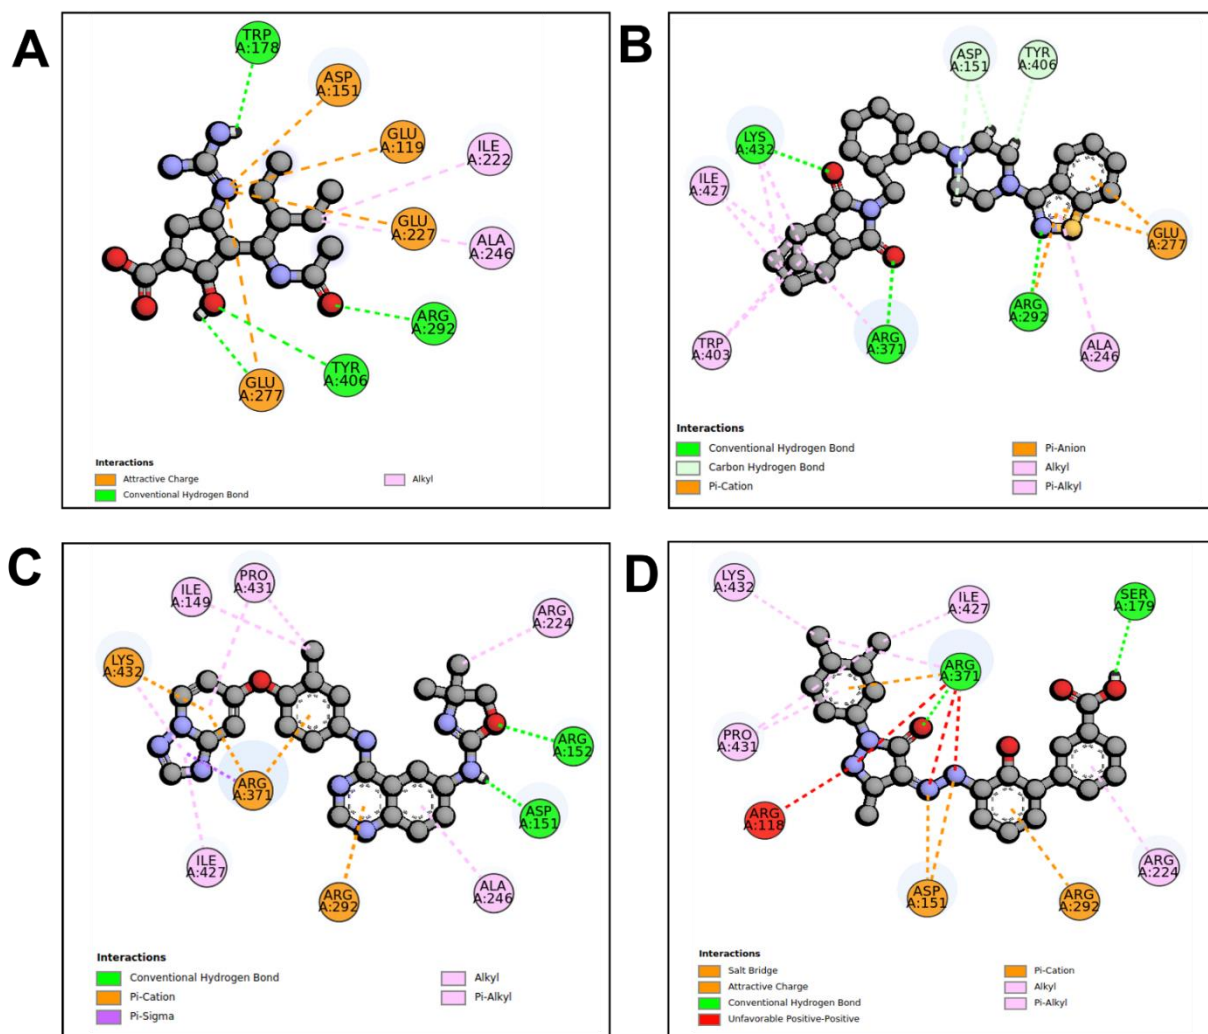 A
TRP
A:178
ASP
A:151
GLU
A:119
ILE
A:222
GLU
A:227
ALA
A:246
ARG
A:292
TYR
A:406
GLU
A:277
Interactions
Attractive Charge
Conventional Hydrogen Bond
Alkyl
B
ASP
A:151
TYR
A:406
LYS
A:432
ILE
A:427
GLU
A:277
ARG
A:292
ARG
A:371
TRP
A:403
ALA
A:246
Interactions
Conventional Hydrogen Bond
Carbon Hydrogen Bond
Pi-Cation
Pi-Anion
Alkyl
Pi-Alkyl
C
ILE
A:149
PRO
A:431
ARG
A:224
LYS
A:432
ARG
A:152
ARG
A:371
ASP
A:151
ILE
A:427
ARG
A:292
ALA
A:246
Interactions
Conventional Hydrogen Bond
Pi-Cation
Pi-Sigma
Alkyl
Pi-Alkyl
D
LYS
A:432
ILE
A:427
SER
A:179
ARG
A:371
PRO
A:431
ARG
A:118
ARG
A:224
ASP
A:151
ARG
A:292
Interactions
Salt Bridge
Attractive Charge
Conventional Hydrogen Bond
Unfavorable Positive-Positive
Pi-Cation
Alkyl
Pi-Alkyl